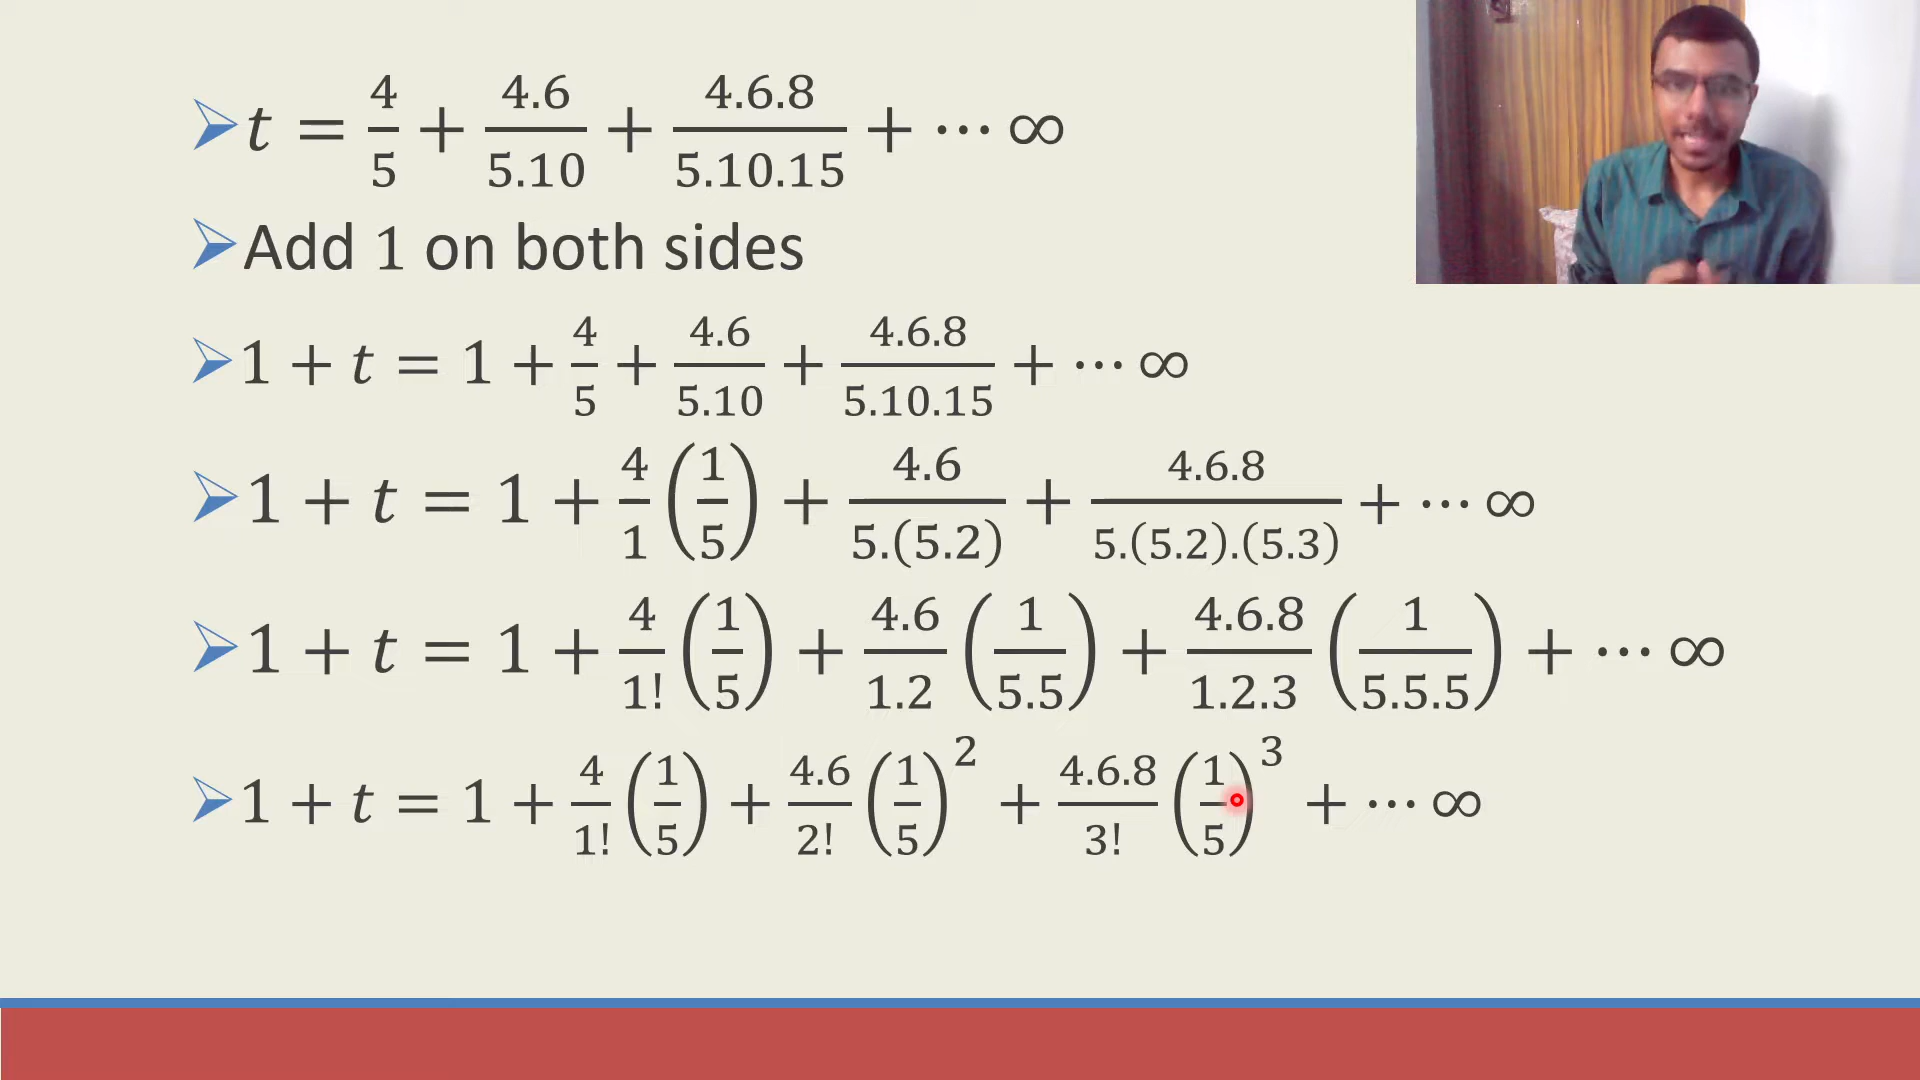 t = 4/5 + 4.6/5.10 + 4.6.8/5.10.15 + ⋯ ∞
Add 1 on both sides
1 + t = 1 + 4/5 + 4.6/5.10 + 4.6.8/5.10.15 + ⋯ ∞
1 + t = 1 + 4/1 (1/5) + 4.6/5.(5.2) + 4.6.8/5.(5.2).(5.3) + ⋯ ∞
1 + t = 1 + 4/1! (1/5) + 4.6/1.2 (1/5.5) + 4.6.8/1.2.3 (1/5.5.5) + ⋯ ∞
1 + t = 1 + 4/1! (1/5) + 4.6/2! (1/5)² + 4.6.8/3! (1/5)³ + ⋯ ∞